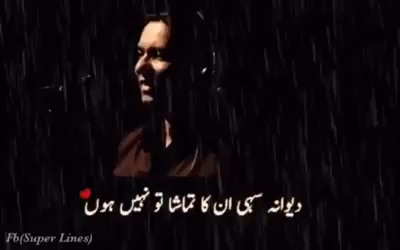 دیوانہ سہی ان کا تماشا تو نہیں ہوں
Fb(Super Lines)